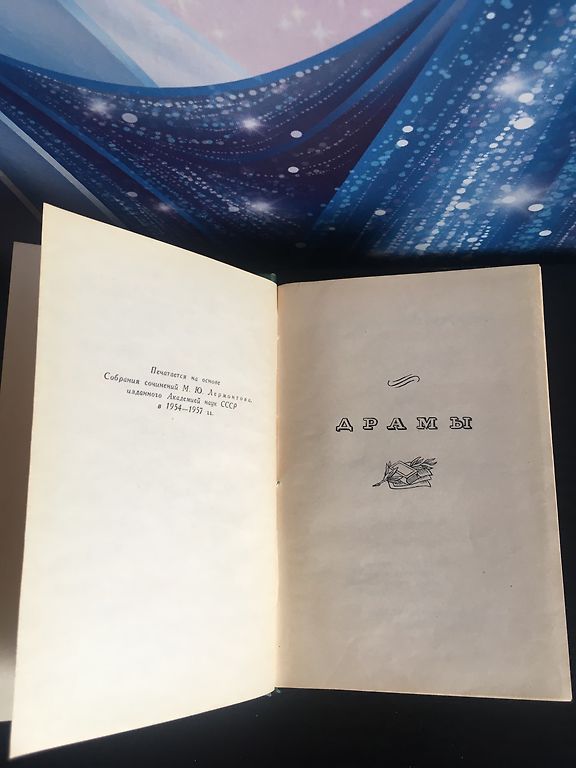 Печатается на основе
Собрания сочинений М. Ю. Лермонтова,
изданного Академией наук СССР
в 1954—1957 гг.
ДРАМЫ